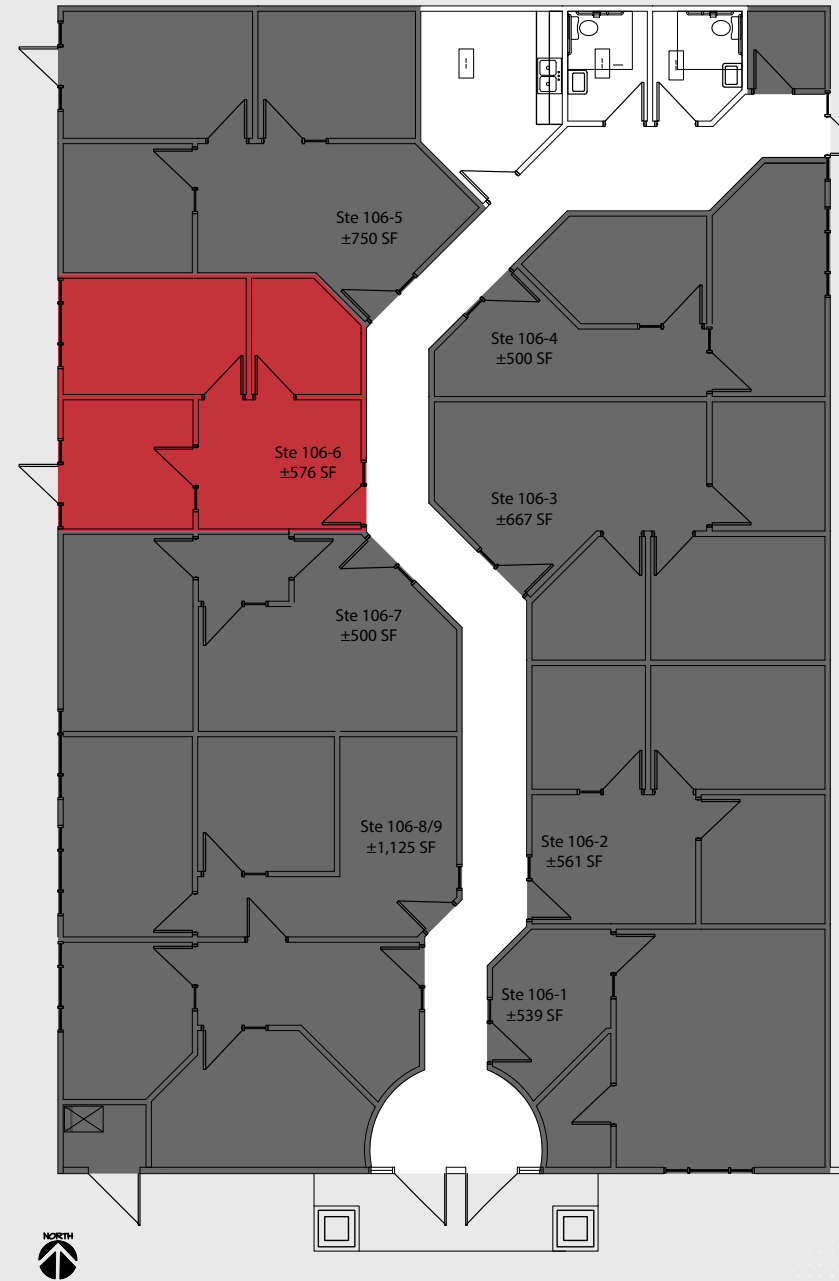 Ste 106-5
±750 SF
Ste 106-4
±500 SF
Ste 106-6
±576 SF
Ste 106-3
±667 SF
Ste 106-7
±500 SF
Ste 106-8/9
±1,125 SF
Ste 106-2
±561 SF
Ste 106-1
±539 SF
NORTH